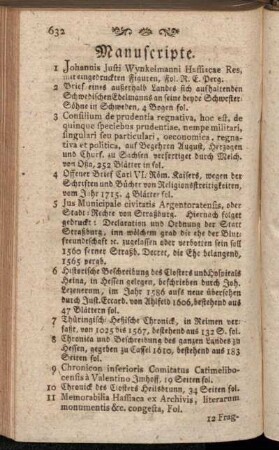 632
Manuscripte.
1 Johannis Justi Wynkelmanni Hassiacae Res,
mit eingedruckten Figuren, Fol. R. E. Perg.
2 Brief eines außerhalb Landes sich aufhaltenden
Schwedischen Edelmanns an seine beyde Schwester-
Söhne in Schweden, 4 Bogen fol.
3 Consilium de prudentia regnativa, hoc est, de
quinque speciebus prudentiae, nempe militari,
singulari seu particulari, oeconomica, regna-
tiva et politica, auf Begehren August, Herzogen
und Churf. zu Sachsen verfertiget durch Melch.
von Oßa, 252 Blätter in fol.
4 Offener Brief Carl VI. Röm. Kaisers, wegen der
Schriften und Bücher von Religionsstreitigkeiten,
vom Jahr 1715. 4 Blätter fol.
5 Jus Municipale civitatis Argentoratensis, oder
Stadt-Rechte von Straßburg. Hiernach folget
gedruckt: Declaration und Ordnung der Statt
Straßburg, inn wölchem grad die ehe der Blut-
freundschaft zc. zugelassen oder verbotten sein soll
1560 ferner Straßb. Decret, die Ehe belangend,
1565 verbb.
6 Historische Beschreibung des Closters und Hospitals
Heina, in Hessen gelegen, beschrieben durch Joh.
Lezenerum, im Jahr 1786 aufs neue übersehen
durch Just. Errard. von Ahlfeld 1606, bestehend aus
47 Blättern fol.
7 Thüringisch-Heßische Chronick, in Reimen ver-
faßt. von 1025 bis 1567, bestehend aus 132 S. fol.
8 Chronica und Beschreibung des ganzen Landes zu
Hessen, gegeben zu Cassel 1610, bestehend aus 183
Seiten fol.
9 Chronicon inferioris Comitatus Catimelibo-
censis à Valentino Imhoff. 19 Seiten fol.
10 Chronick des Closters Heilsbrunn, 34 Seiten fol.
11 Memorabilia Hassiaca ex Archivis, literarum
monumentis &c. congesta, Fol.
12 Frag-